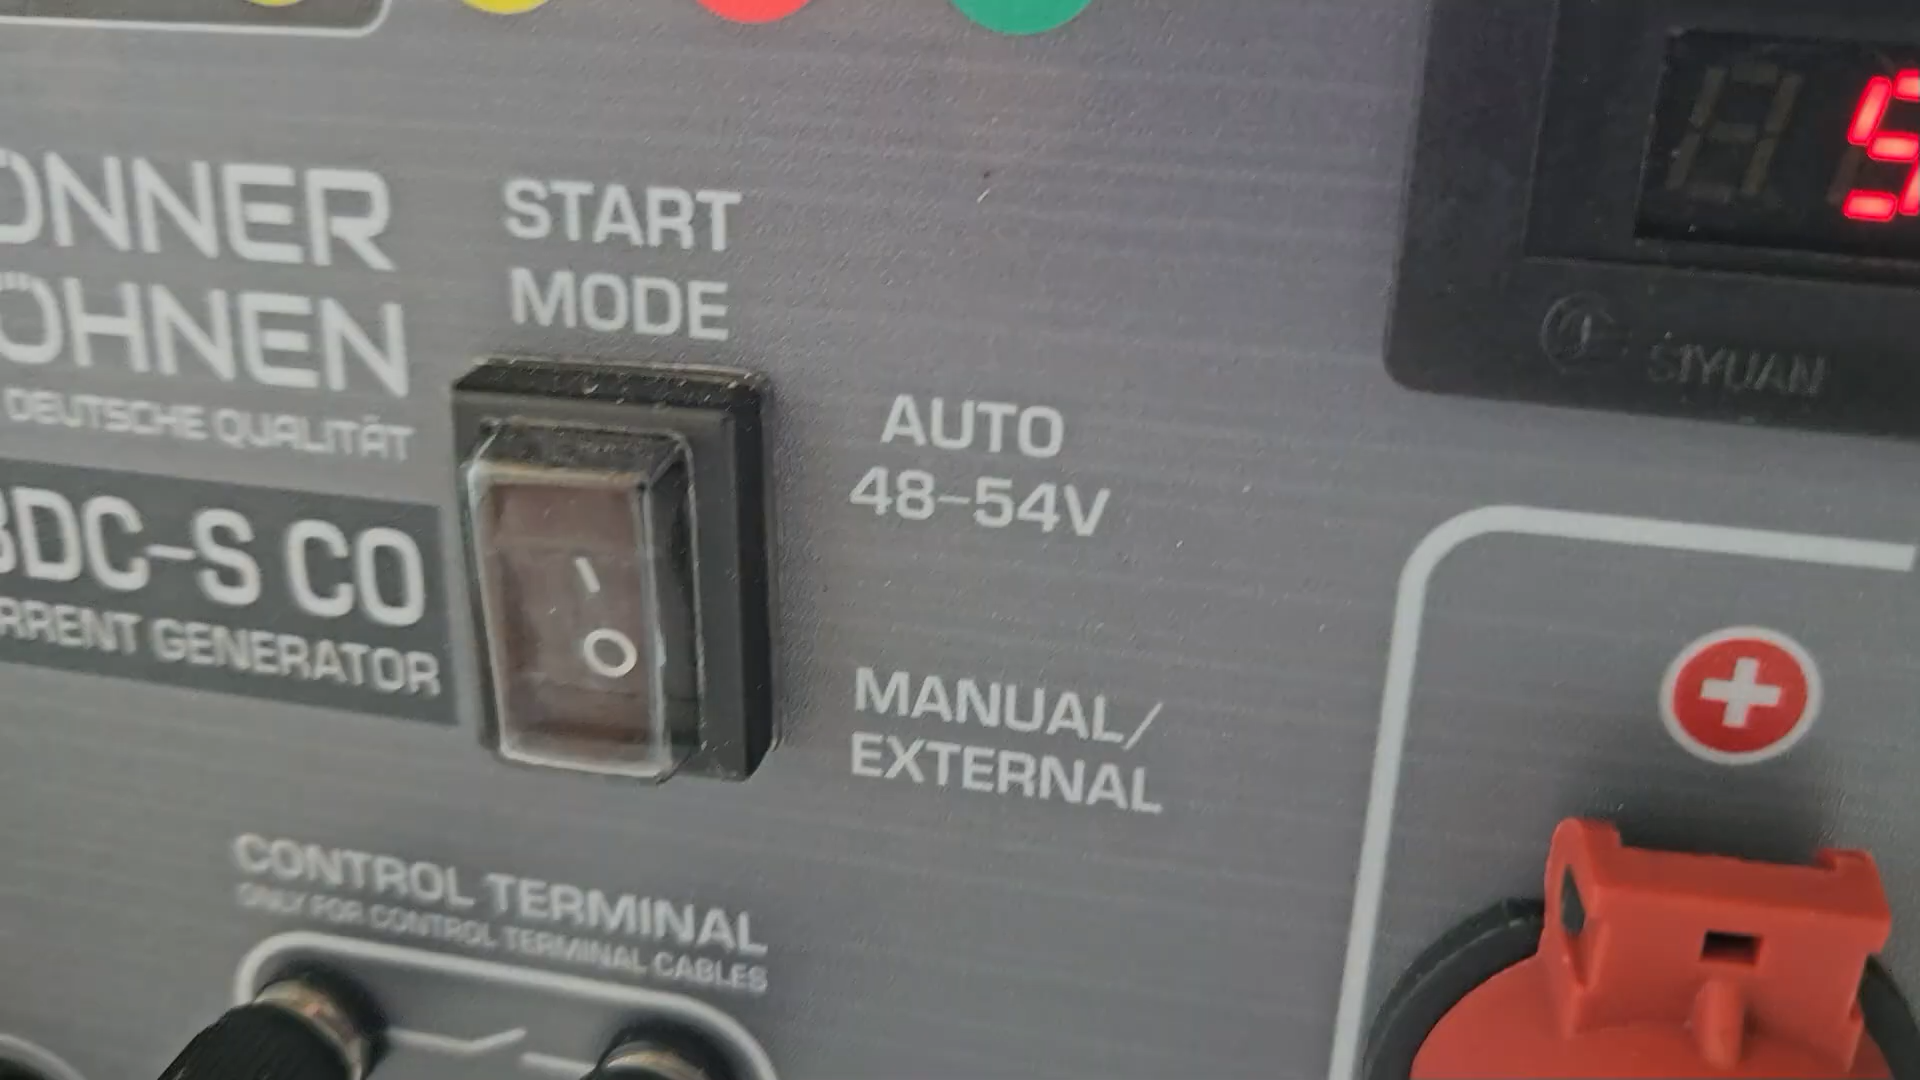 ONNER
ÖHNEN
DEUTSCHE QUALITÄT
BDC-S CO
RRENT GENERATOR
START
MODE
AUTO
48-54V
MANUAL/
EXTERNAL
CONTROL TERMINAL
ONLY FOR CONTROL TERMINAL CABLES
SIYUAN